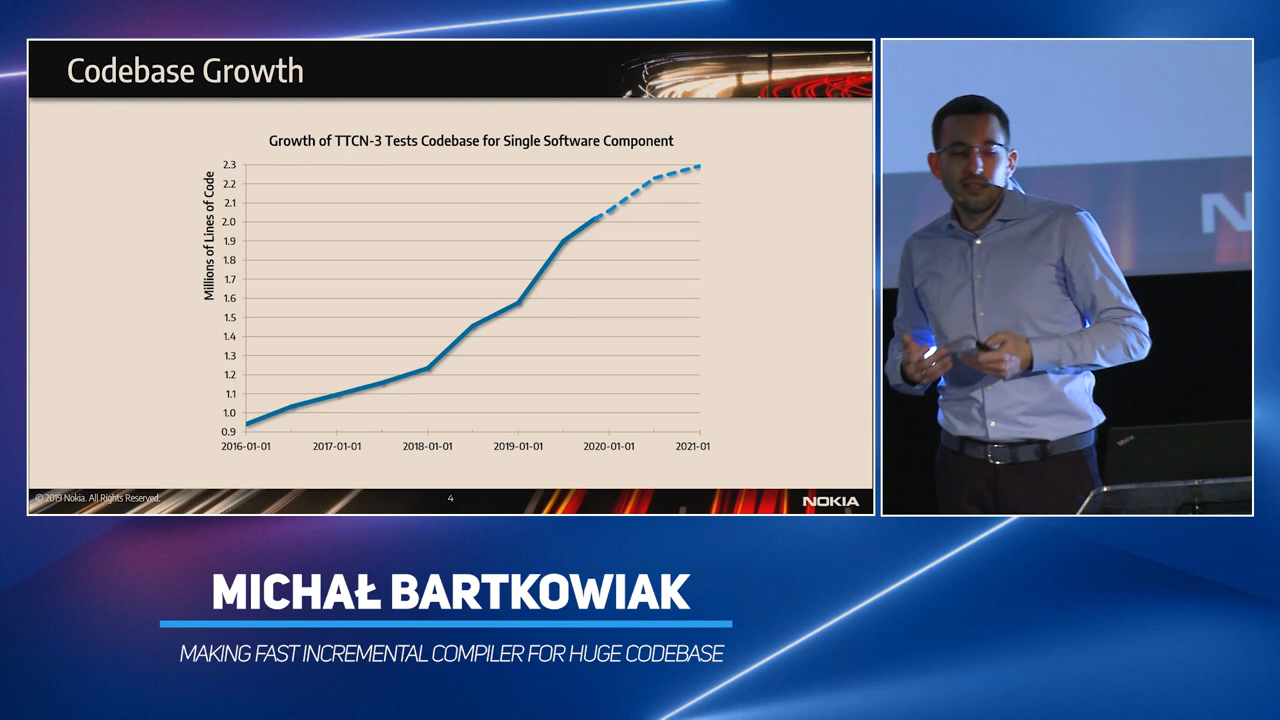 Codebase Growth
Growth of TTCN-3 Tests Codebase for Single Software Component
Millions of Lines of Code
2.3
2.2
2.1
2.0
1.9
1.8
1.7
1.6
1.5
1.4
1.3
1.2
1.1
1.0
0.9
2016-01-01 2017-01-01 2018-01-01 2019-01-01 2020-01-01 2021-01
© 2019 Nokia. All Rights Reserved.
4
NOKIA
N
ThinkPad
MICHAŁ BARTKOWIAK
MAKING FAST INCREMENTAL COMPILER FOR HUGE CODEBASE